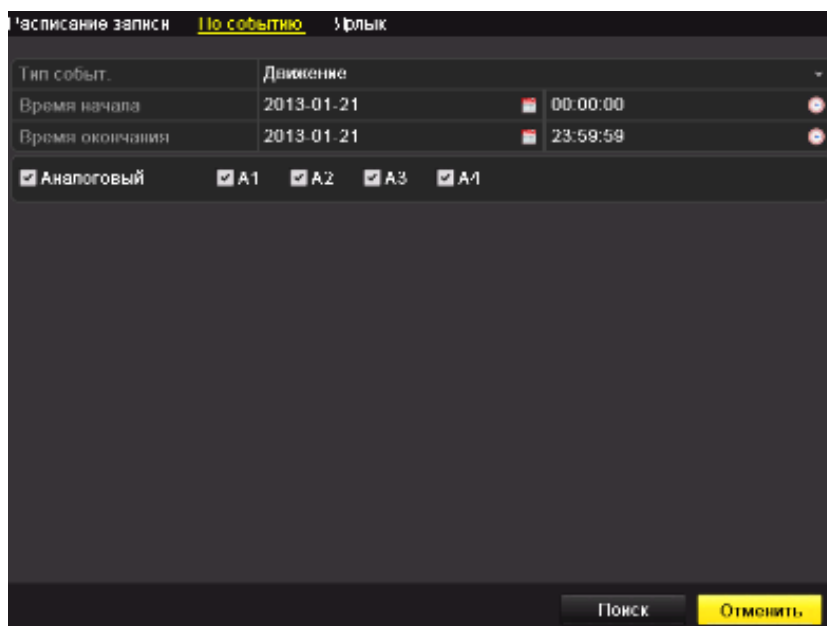 Расписание записи По событию Ярлык
Тип событ. Движение
Время начала 2013-01-21 00:00:00
Время окончания 2013-01-21 23:59:59
Аналоговый A1 A2 A3 A4
Поиск Отменить